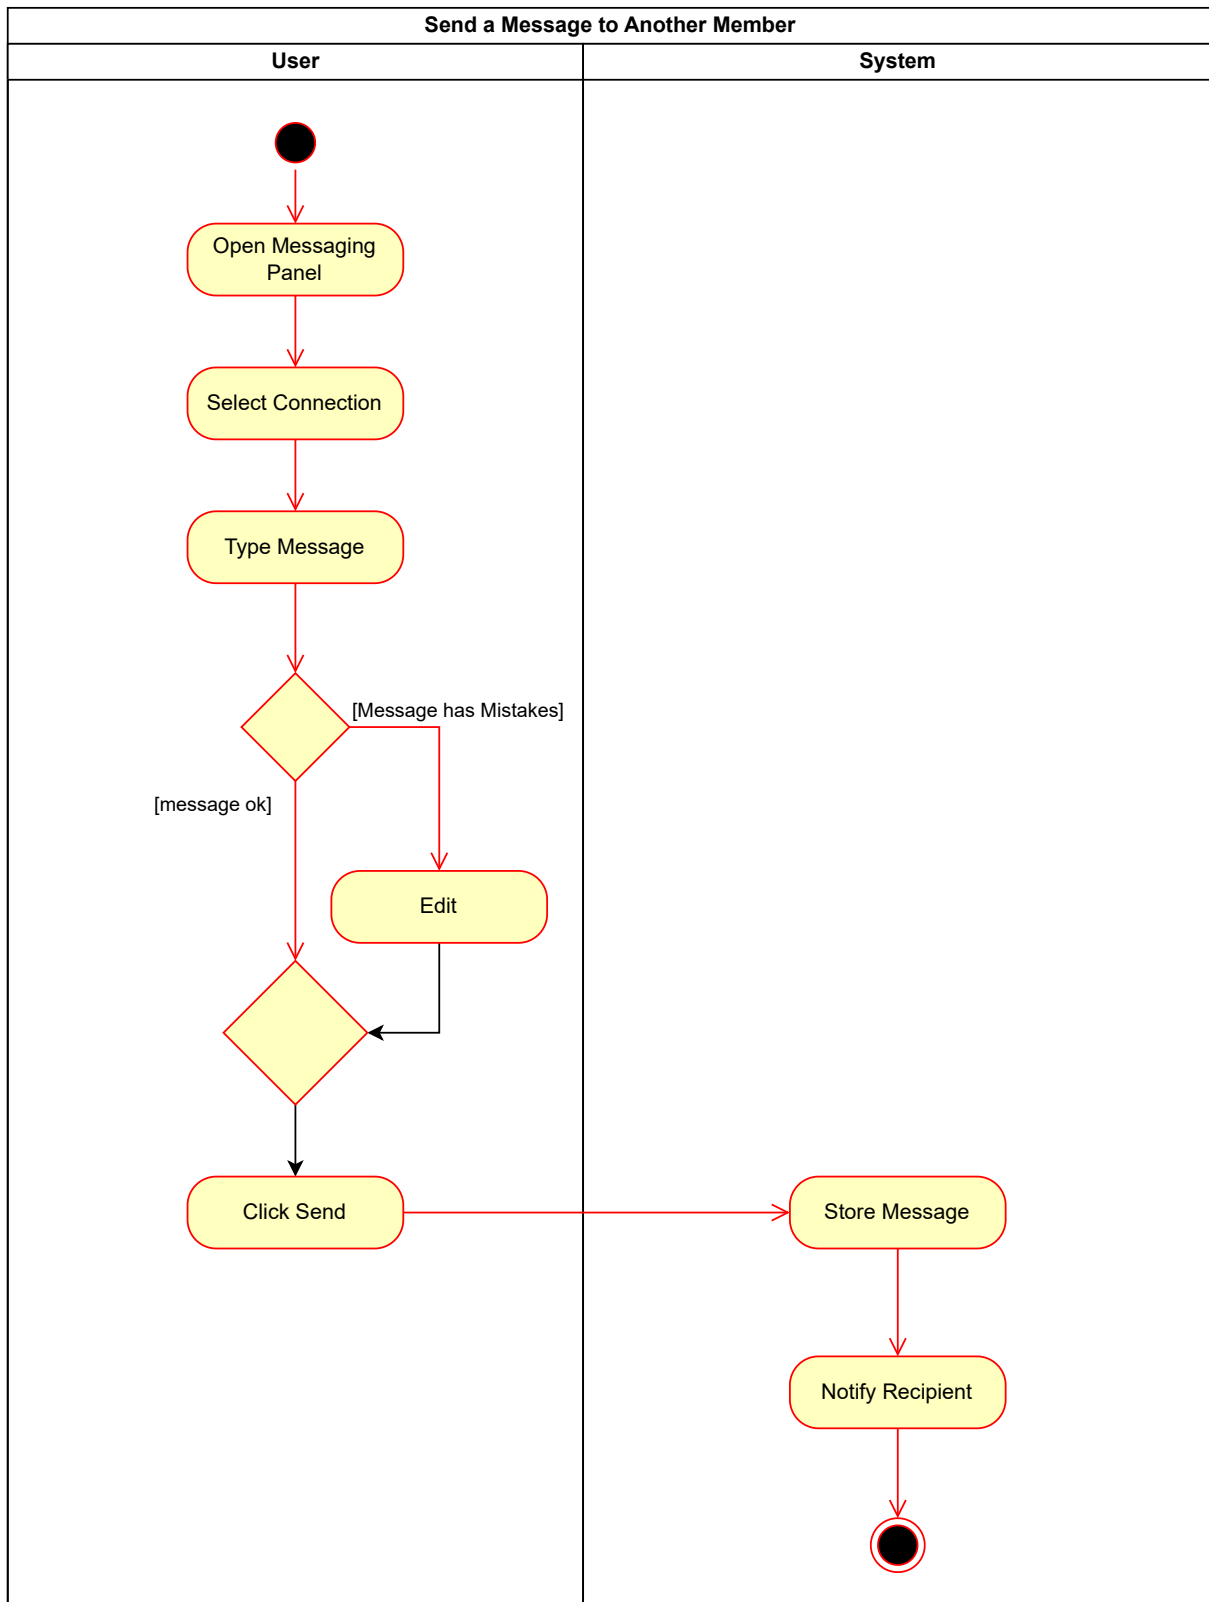 Send a Message to Another Member
User
System
Open Messaging
Panel
Select Connection
Type Message
[Message has Mistakes]
[message ok]
Edit
Click Send
Store Message
Notify Recipient